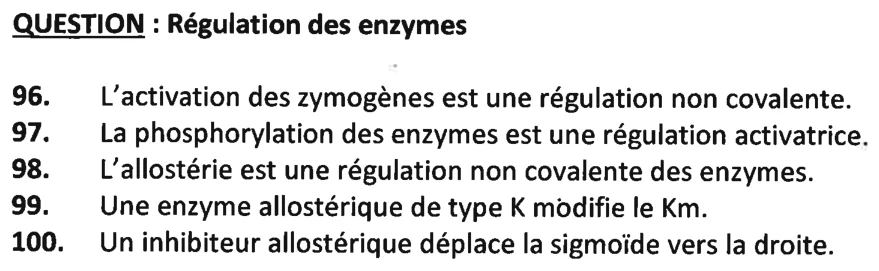 QUESTION : Régulation des enzymes
96. L'activation des zymogènes est une régulation non covalente.
97. La phosphorylation des enzymes est une régulation activatrice.
98. L'allostérie est une régulation non covalente des enzymes.
99. Une enzyme allostérique de type K modifie le Km.
100. Un inhibiteur allostérique déplace la sigmoïde vers la droite.